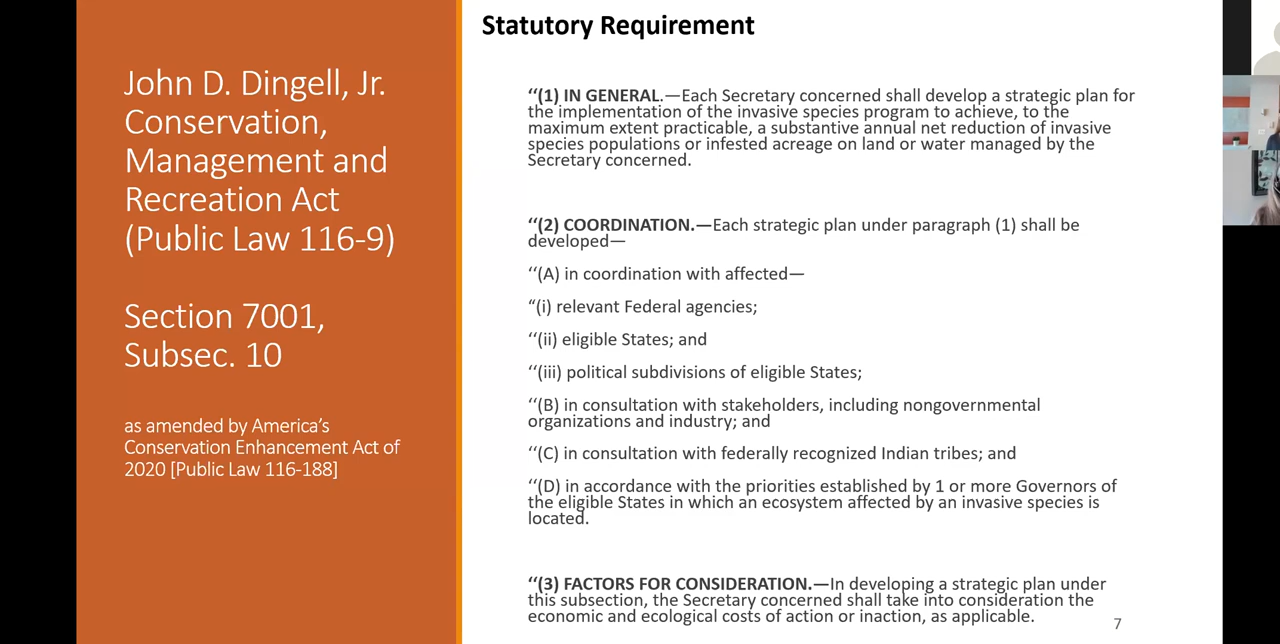 Statutory Requirement
John D. Dingell, Jr.
Conservation,
Management and
Recreation Act
(Public Law 116-9)
Section 7001,
Subsec. 10
as amended by America’s
Conservation Enhancement Act of
2020 [Public Law 116-188]
‘‘(1) IN GENERAL.—Each Secretary concerned shall develop a strategic plan for
the implementation of the invasive species program to achieve, to the
maximum extent practicable, a substantive annual net reduction of invasive
species populations or infested acreage on land or water managed by the
Secretary concerned.
‘‘(2) COORDINATION.—Each strategic plan under paragraph (1) shall be
developed—
‘‘(A) in coordination with affected—
“(i) relevant Federal agencies;
‘‘(ii) eligible States; and
‘‘(iii) political subdivisions of eligible States;
‘‘(B) in consultation with stakeholders, including nongovernmental
organizations and industry; and
‘‘(C) in consultation with federally recognized Indian tribes; and
‘‘(D) in accordance with the priorities established by 1 or more Governors of
the eligible States in which an ecosystem affected by an invasive species is
located.
‘‘(3) FACTORS FOR CONSIDERATION.—In developing a strategic plan under
this subsection, the Secretary concerned shall take into consideration the
economic and ecological costs of action or inaction, as applicable.
7